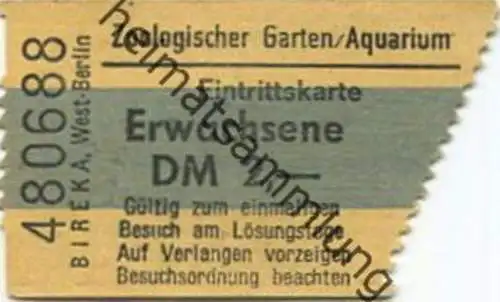 Zoologischer Garten/Aquarium
Eintrittskarte
Erwachsene
DM 2,—
Gültig zum einmaligen
Besuch am Lösungstage
Auf Verlangen vorzeigen
Besuchsordnung beachten
480688
BIREKA, West-Berlin
heimatsammlung